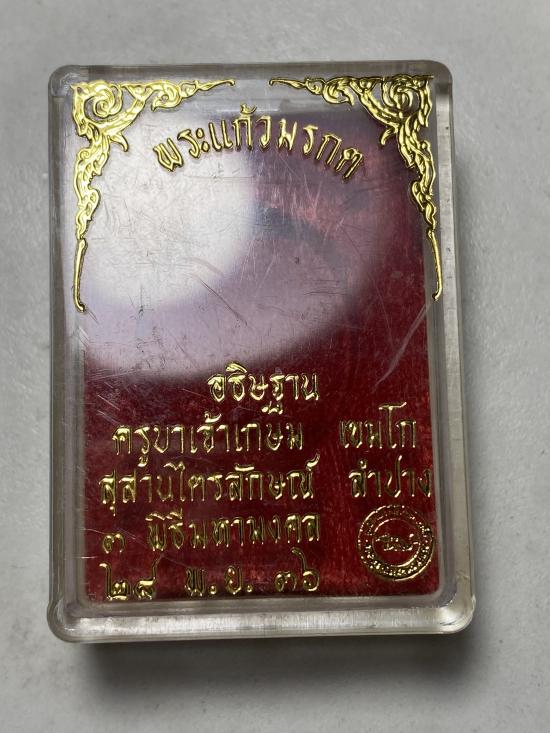 พระแก้วมรกต
อธิษฐาน
ครูบาเจ้าเกษม เขมโก
สุสานไตรลักษณ์ ลำปาง
๓ พิธีมหามงคล
๒๘ พ.ย. ๓๖